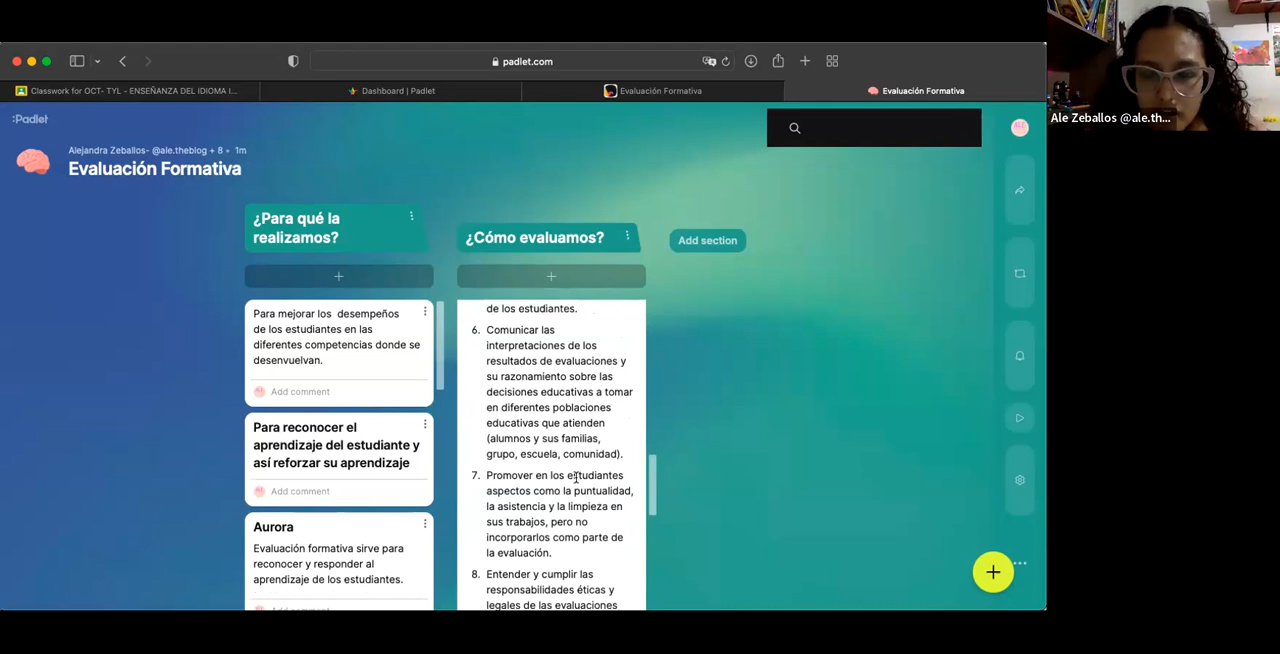 padlet.com
Classwork for OCT- TYL - ENSEÑANZA DEL IDIOMA I...
Dashboard | Padlet
Evaluación Formativa
Evaluación Formativa
Ale Zeballos @ale.th...
:Padlet
Alejandra Zeballos- @ale.theblog + 8 • 1m
Evaluación Formativa
¿Para qué la
realizamos?
Para mejorar los desempeños
de los estudiantes en las
diferentes competencias donde se
desenvuelvan.
Add comment
Para reconocer el
aprendizaje del estudiante y
así reforzar su aprendizaje
Add comment
Aurora
Evaluación formativa sirve para
reconocer y responder al
aprendizaje de los estudiantes.
Add comment
¿Cómo evaluamos?
de los estudiantes.
6. Comunicar las
interpretaciones de los
resultados de evaluaciones y
su razonamiento sobre las
decisiones educativas a tomar
en diferentes poblaciones
educativas que atienden
(alumnos y sus familias,
grupo, escuela, comunidad).
7. Promover en los estudiantes
aspectos como la puntualidad,
la asistencia y la limpieza en
sus trabajos, pero no
incorporarlos como parte de
la evaluación.
8. Entender y cumplir las
responsabilidades éticas y
legales de las evaluaciones
Add section